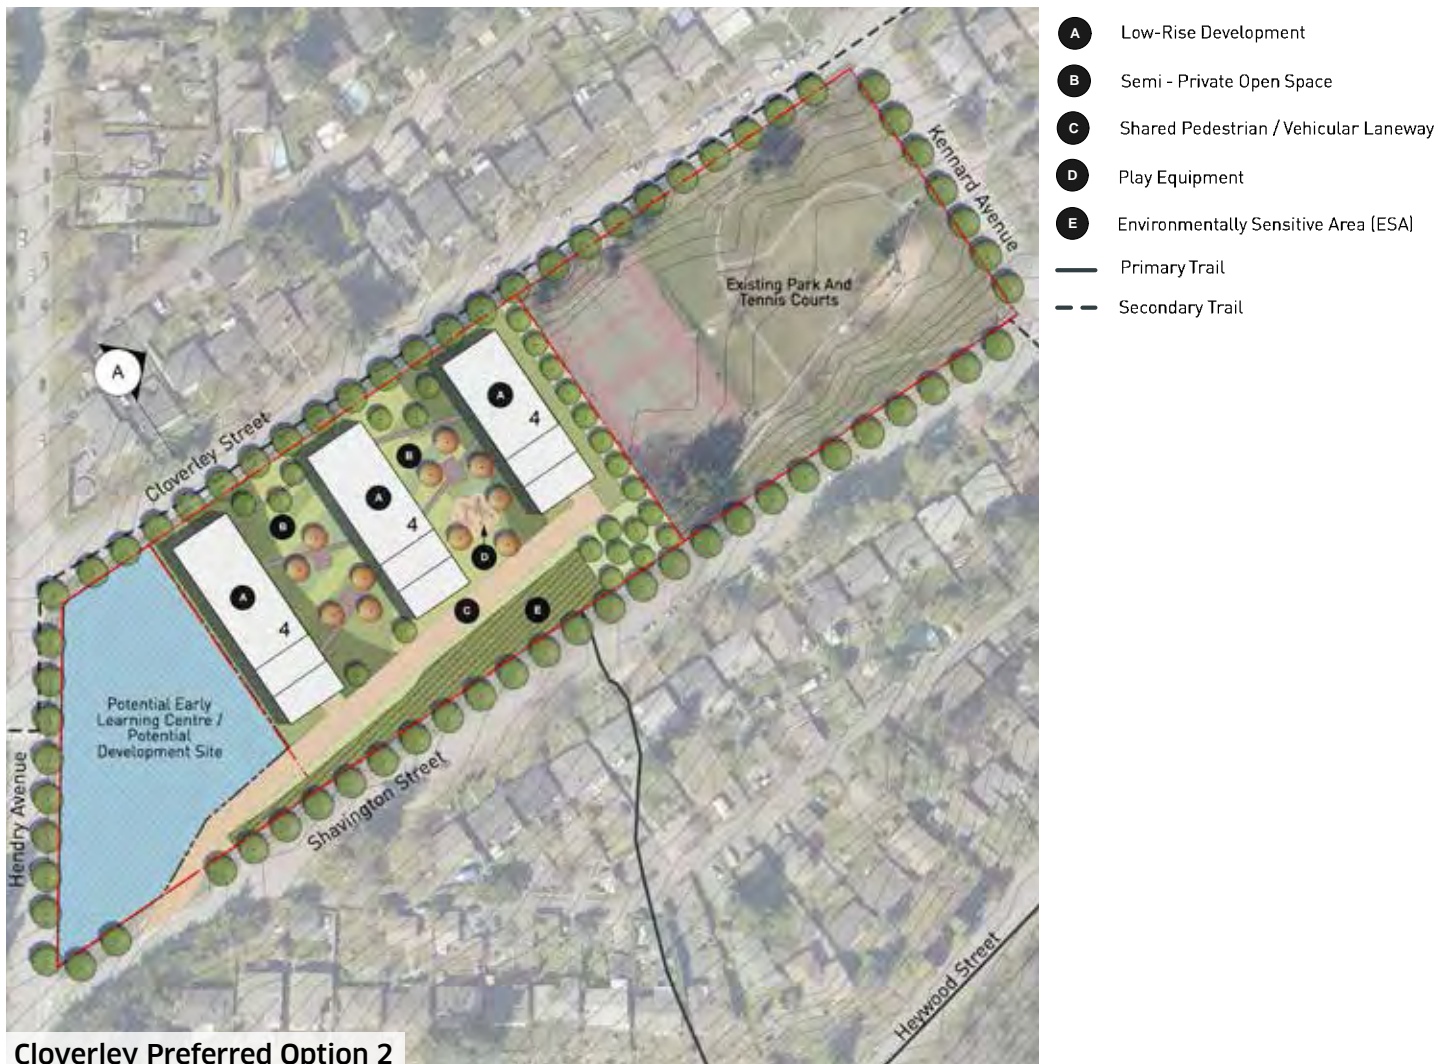 A Low-Rise Development
B Semi - Private Open Space
C Shared Pedestrian / Vehicular Laneway
D Play Equipment
E Environmentally Sensitive Area (ESA)
Primary Trail
Secondary Trail
Kennard Avenue
Existing Park And
Tennis Courts
A
Cloverley Street
A
4
B
A
4
B
D
A
4
C
E
Potential Early
Learning Centre /
Potential
Development Site
Hendry Avenue
Shavington Street
Heywood Street
Cloverley Preferred Option 2